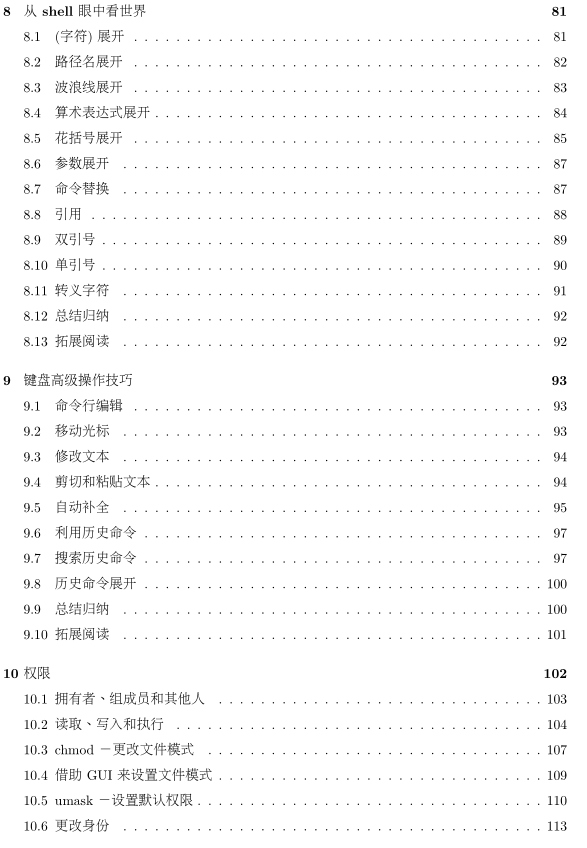 8 从 shell 眼中看世界 81
8.1 (字符) 展开 . . . . . . . . . . . . . . . . . . . . . . . . . . . . . . . . . . . . . . . 81
8.2 路径名展开 . . . . . . . . . . . . . . . . . . . . . . . . . . . . . . . . . . . . . . . 82
8.3 波浪线展开 . . . . . . . . . . . . . . . . . . . . . . . . . . . . . . . . . . . . . . . 83
8.4 算术表达式展开 . . . . . . . . . . . . . . . . . . . . . . . . . . . . . . . . . . . . . 84
8.5 花括号展开 . . . . . . . . . . . . . . . . . . . . . . . . . . . . . . . . . . . . . . . 85
8.6 参数展开 . . . . . . . . . . . . . . . . . . . . . . . . . . . . . . . . . . . . . . . . 87
8.7 命令替换 . . . . . . . . . . . . . . . . . . . . . . . . . . . . . . . . . . . . . . . . 87
8.8 引用 . . . . . . . . . . . . . . . . . . . . . . . . . . . . . . . . . . . . . . . . . . . 88
8.9 双引号 . . . . . . . . . . . . . . . . . . . . . . . . . . . . . . . . . . . . . . . . . . 89
8.10 单引号 . . . . . . . . . . . . . . . . . . . . . . . . . . . . . . . . . . . . . . . . . . 90
8.11 转义字符 . . . . . . . . . . . . . . . . . . . . . . . . . . . . . . . . . . . . . . . . 91
8.12 总结归纳 . . . . . . . . . . . . . . . . . . . . . . . . . . . . . . . . . . . . . . . . 92
8.13 拓展阅读 . . . . . . . . . . . . . . . . . . . . . . . . . . . . . . . . . . . . . . . . 92
9 键盘高级操作技巧 93
9.1 命令行编辑 . . . . . . . . . . . . . . . . . . . . . . . . . . . . . . . . . . . . . . . 93
9.2 移动光标 . . . . . . . . . . . . . . . . . . . . . . . . . . . . . . . . . . . . . . . . 93
9.3 修改文本 . . . . . . . . . . . . . . . . . . . . . . . . . . . . . . . . . . . . . . . . 94
9.4 剪切和粘贴文本 . . . . . . . . . . . . . . . . . . . . . . . . . . . . . . . . . . . . . 94
9.5 自动补全 . . . . . . . . . . . . . . . . . . . . . . . . . . . . . . . . . . . . . . . . 95
9.6 利用历史命令 . . . . . . . . . . . . . . . . . . . . . . . . . . . . . . . . . . . . . . 97
9.7 搜索历史命令 . . . . . . . . . . . . . . . . . . . . . . . . . . . . . . . . . . . . . . 97
9.8 历史命令展开 . . . . . . . . . . . . . . . . . . . . . . . . . . . . . . . . . . . . . . 100
9.9 总结归纳 . . . . . . . . . . . . . . . . . . . . . . . . . . . . . . . . . . . . . . . . 100
9.10 拓展阅读 . . . . . . . . . . . . . . . . . . . . . . . . . . . . . . . . . . . . . . . . 101
10 权限 102
10.1 拥有者、组成员和其他人 . . . . . . . . . . . . . . . . . . . . . . . . . . . . . . . 103
10.2 读取、写入和执行 . . . . . . . . . . . . . . . . . . . . . . . . . . . . . . . . . . . 104
10.3 chmod －更改文件模式 . . . . . . . . . . . . . . . . . . . . . . . . . . . . . . . . 107
10.4 借助 GUI 来设置文件模式 . . . . . . . . . . . . . . . . . . . . . . . . . . . . . . . 109
10.5 umask －设置默认权限 . . . . . . . . . . . . . . . . . . . . . . . . . . . . . . . . . 110
10.6 更改身份 . . . . . . . . . . . . . . . . . . . . . . . . . . . . . . . . . . . . . . . . 113